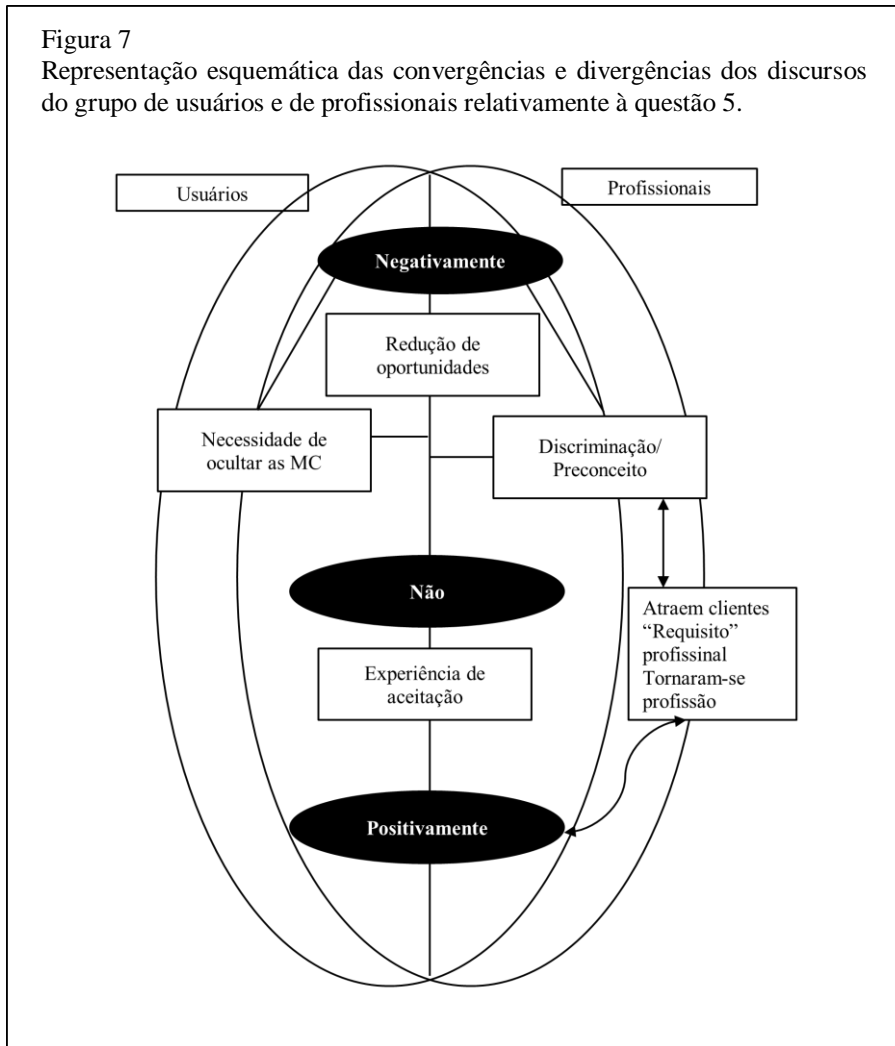 Figura 7
Representação esquemática das convergências e divergências dos discursos
do grupo de usuários e de profissionais relativamente à questão 5.
Usuários
Profissionais
Negativamente
Redução de
oportunidades
Necessidade de
ocultar as MC
Discriminação/
Preconceito
Não
Atraem clientes
“Requisito”
profissinal
Tornaram-se
profissão
Experiência de
aceitação
Positivamente